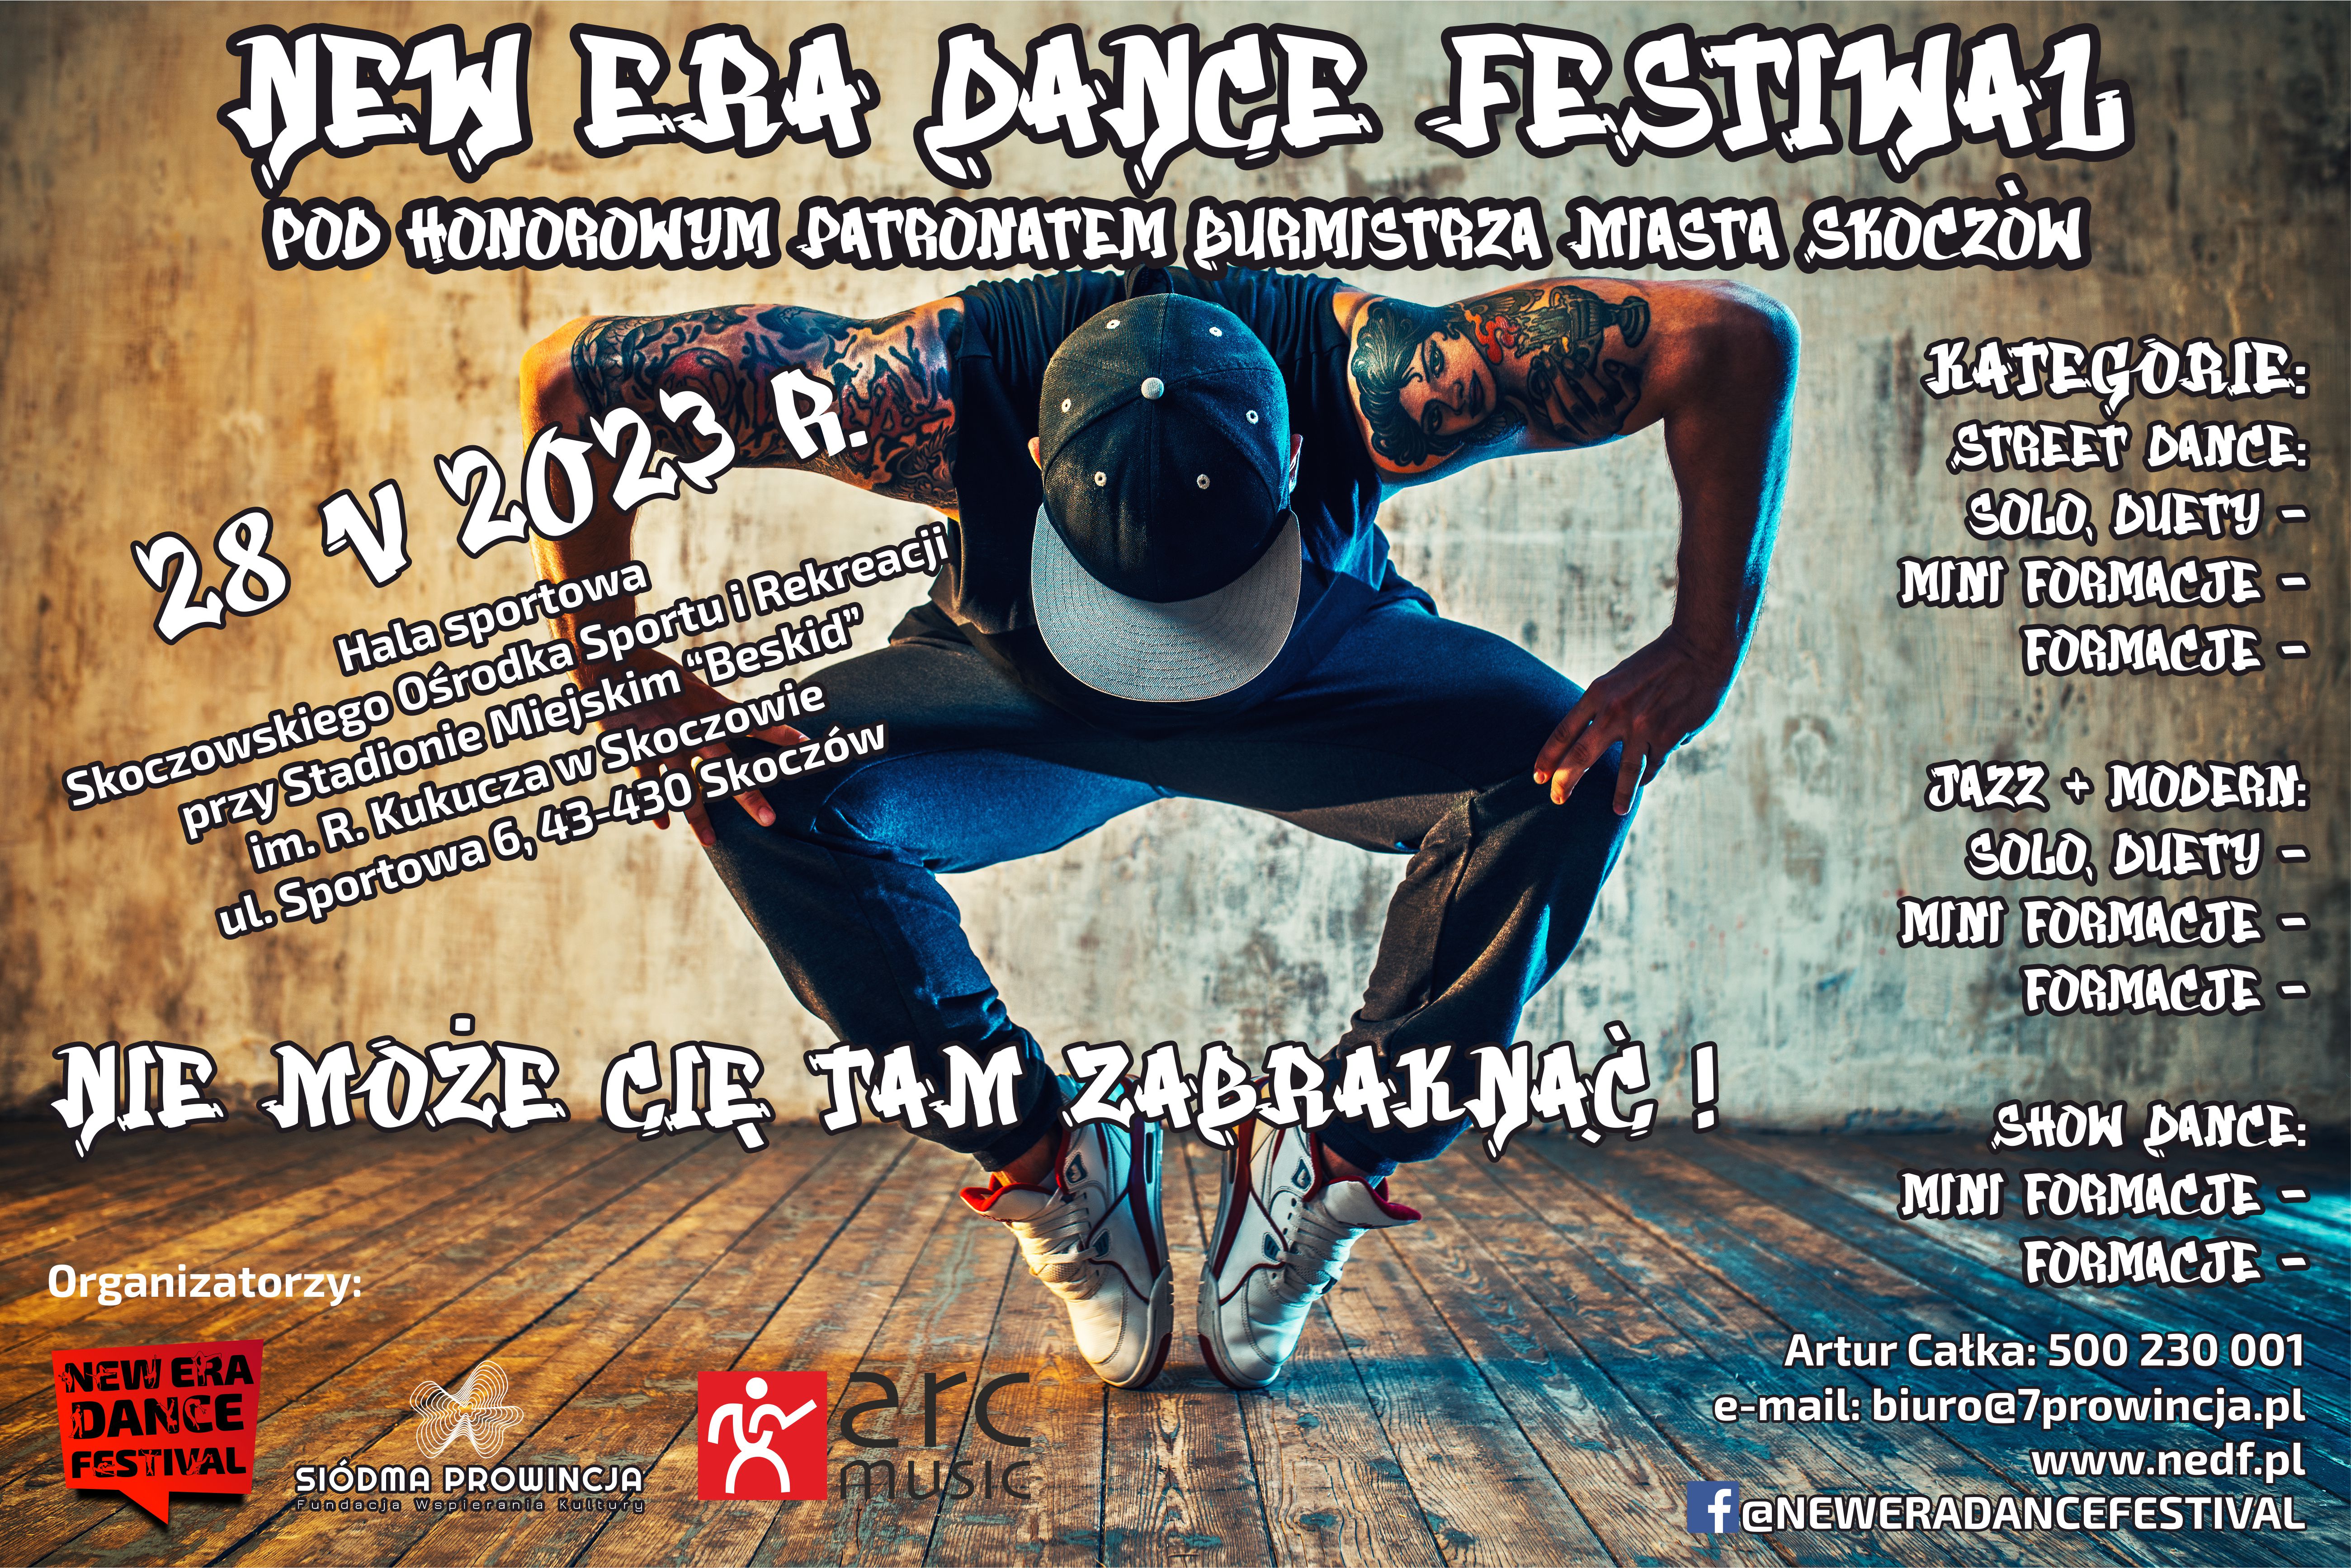 NEW ERA DANCE FESTIWAL
POD HONOROWYM PATRONATEM BURMISTRZA MIASTA SKOCZÓW
28 V 2023 R.
Hala sportowa
Skoczowskiego Ośrodka Sportu i Rekreacji
przy Stadionie Miejskim “Beskid”
im. R. Kukucza w Skoczowie
ul. Sportowa 6, 43-430 Skoczów
KATEGORIE:
STREET DANCE:
SOLO, DUETY -
MINI FORMACJE -
FORMACJE -
JAZZ + MODERN:
SOLO, DUETY -
MINI FORMACJE -
FORMACJE -
SHOW DANCE:
MINI FORMACJE -
FORMACJE -
NIE MOŻE CIĘ TAM ZABRAKNĄĆ !
Organizatorzy:
NEW ERA
DANCE
FESTIVAL
SIÓDMA PROWINCJA
Fundacja Wspierania Kultury
arc
music
Artur Całka: 500 230 001
e-mail: biuro@7prowincja.pl
www.nedf.pl
f@NEWERADANCEFESTIVAL